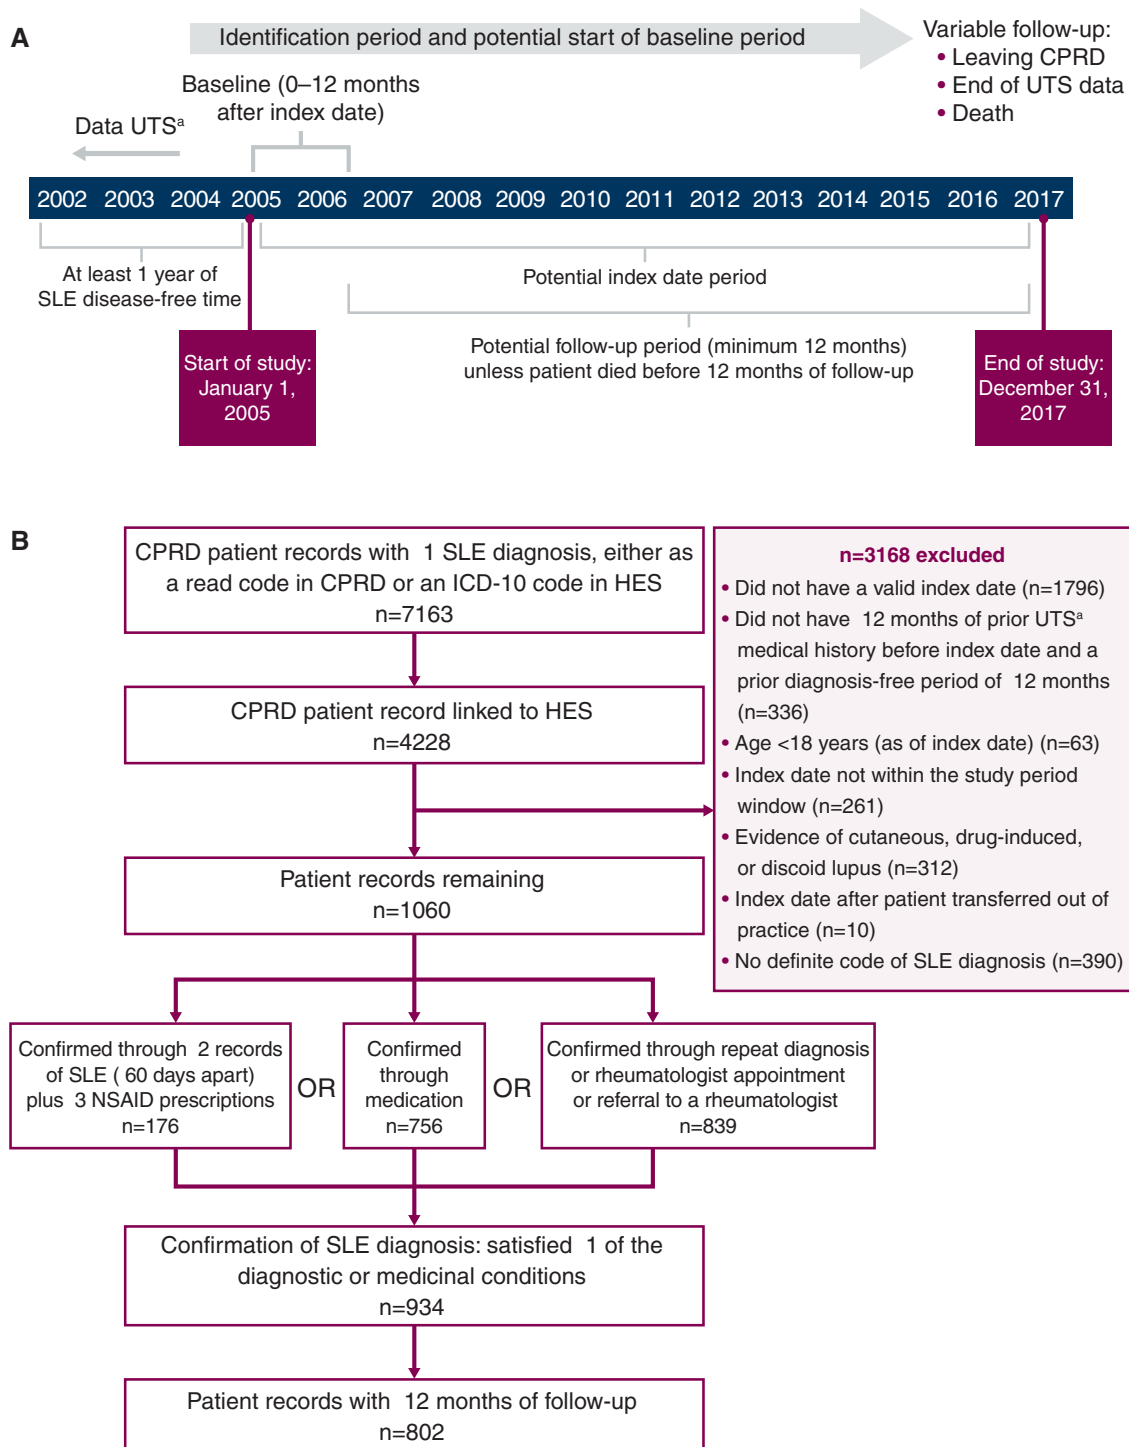 A
Identification period and potential start of baseline period
Variable follow-up:
• Leaving CPRD
• End of UTS data
• Death
Baseline (0–12 months
after index date)
Data UTSª
2002 2003 2004 2005 2006 2007 2008 2009 2010 2011 2012 2013 2014 2015 2016 2017
At least 1 year of
SLE disease-free time
Potential index date period
Potential follow-up period (minimum 12 months)
unless patient died before 12 months of follow-up
Start of study:
January 1,
2005
End of study:
December 31,
2017
B
CPRD patient records with 1 SLE diagnosis, either as
a read code in CPRD or an ICD-10 code in HES
n=7163
CPRD patient record linked to HES
n=4228
n=3168 excluded
• Did not have a valid index date (n=1796)
• Did not have 12 months of prior UTSª
medical history before index date and a
prior diagnosis-free period of 12 months
(n=336)
• Age <18 years (as of index date) (n=63)
• Index date not within the study period
window (n=261)
• Evidence of cutaneous, drug-induced,
or discoid lupus (n=312)
• Index date after patient transferred out of
practice (n=10)
• No definite code of SLE diagnosis (n=390)
Patient records remaining
n=1060
Confirmed through 2 records
of SLE ( 60 days apart)
plus 3 NSAID prescriptions
n=176
OR
Confirmed
through
medication
n=756
OR
Confirmed through repeat diagnosis
or rheumatologist appointment
or referral to a rheumatologist
n=839
Confirmation of SLE diagnosis: satisfied 1 of the
diagnostic or medicinal conditions
n=934
Patient records with 12 months of follow-up
n=802